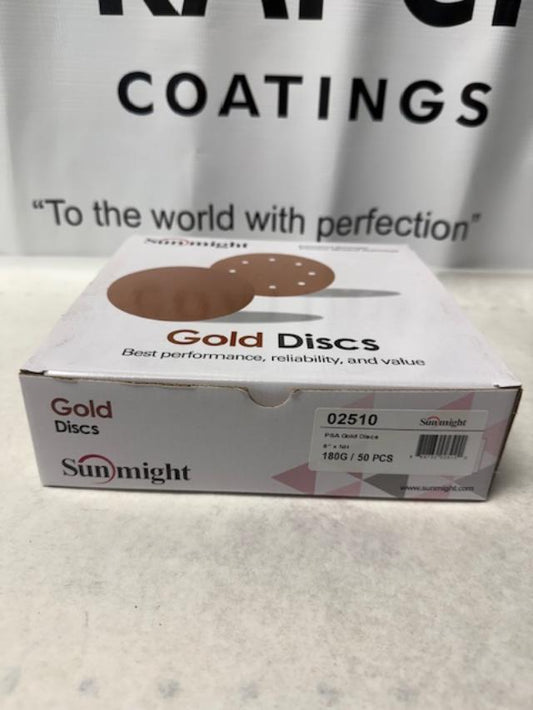 COATINGS
“To the world with perfection”
Sunmight
Gold Discs
Best performance, reliability, and value
Gold
Discs
Sunmight
02510
Sunmight
PSA Gold Discs
180G / 50 PCS
www.sunmight.com